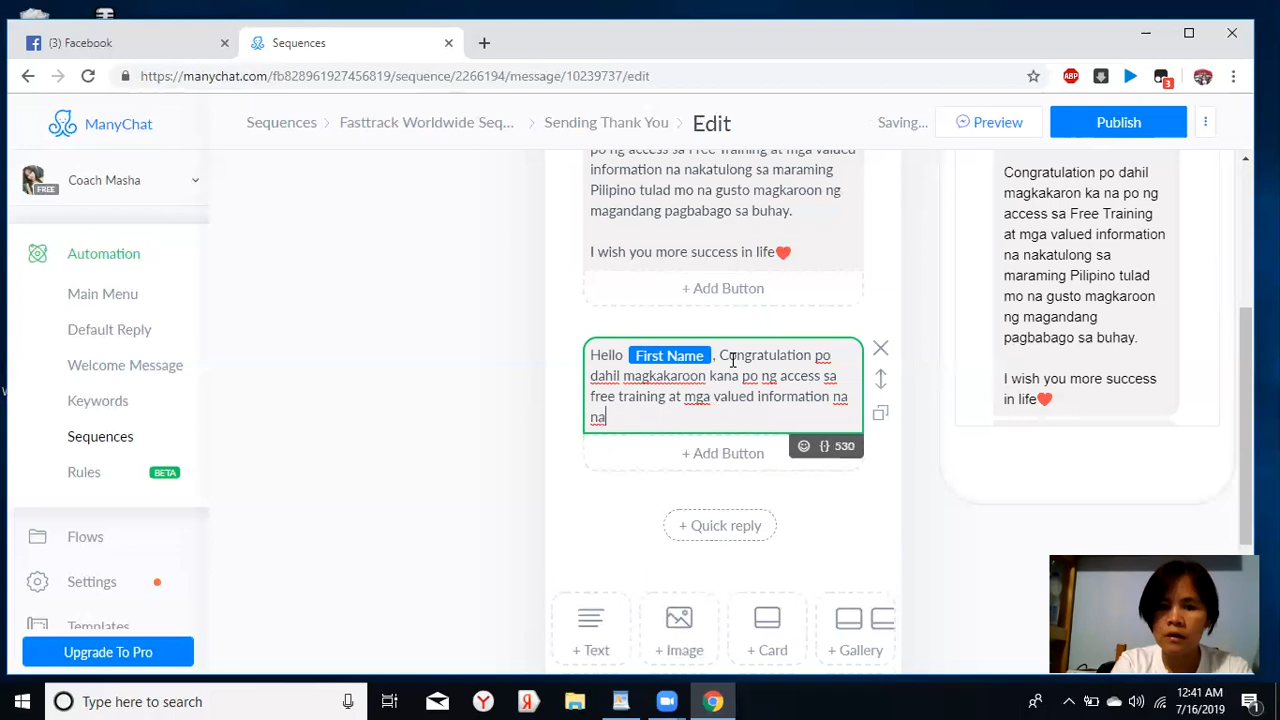 (3) Facebook
Sequences
https://manychat.com/fb828961927456619/sequence/2266194/message/10239737/edit
ABP
3
ManyChat
Sequences
Fasttrack Worldwide Seq...
Sending Thank You
Edit
Saving...
Preview
Publish
FREE
Coach Masha
Automation
Main Menu
Default Reply
Welcome Message
Keywords
Sequences
Rules
BETA
Flows
Settings
Templates
Upgrade To Pro
po ng access sa Free Training at mga valued
information na nakatulong sa maraming
Pilipino tulad mo na gusto magkaroon ng
magandang pagbabago sa buhay.
I wish you more success in life❤
+ Add Button
Hello First Name , Congratulation po
dahil magkakaroon kana po ng access sa
free training at mga valued information na
na
{} 530
+ Add Button
+ Quick reply
+ Text
+ Image
+ Card
+ Gallery
Congratulation po dahil
magkakaron ka na po ng
access sa Free Training
at mga valued information
na nakatulong sa
maraming Pilipino tulad
mo na gusto magkaroon
ng magandang
pagbabago sa buhay.
I wish you more success
in life❤
Type here to search
12:41 AM
7/16/2019
1